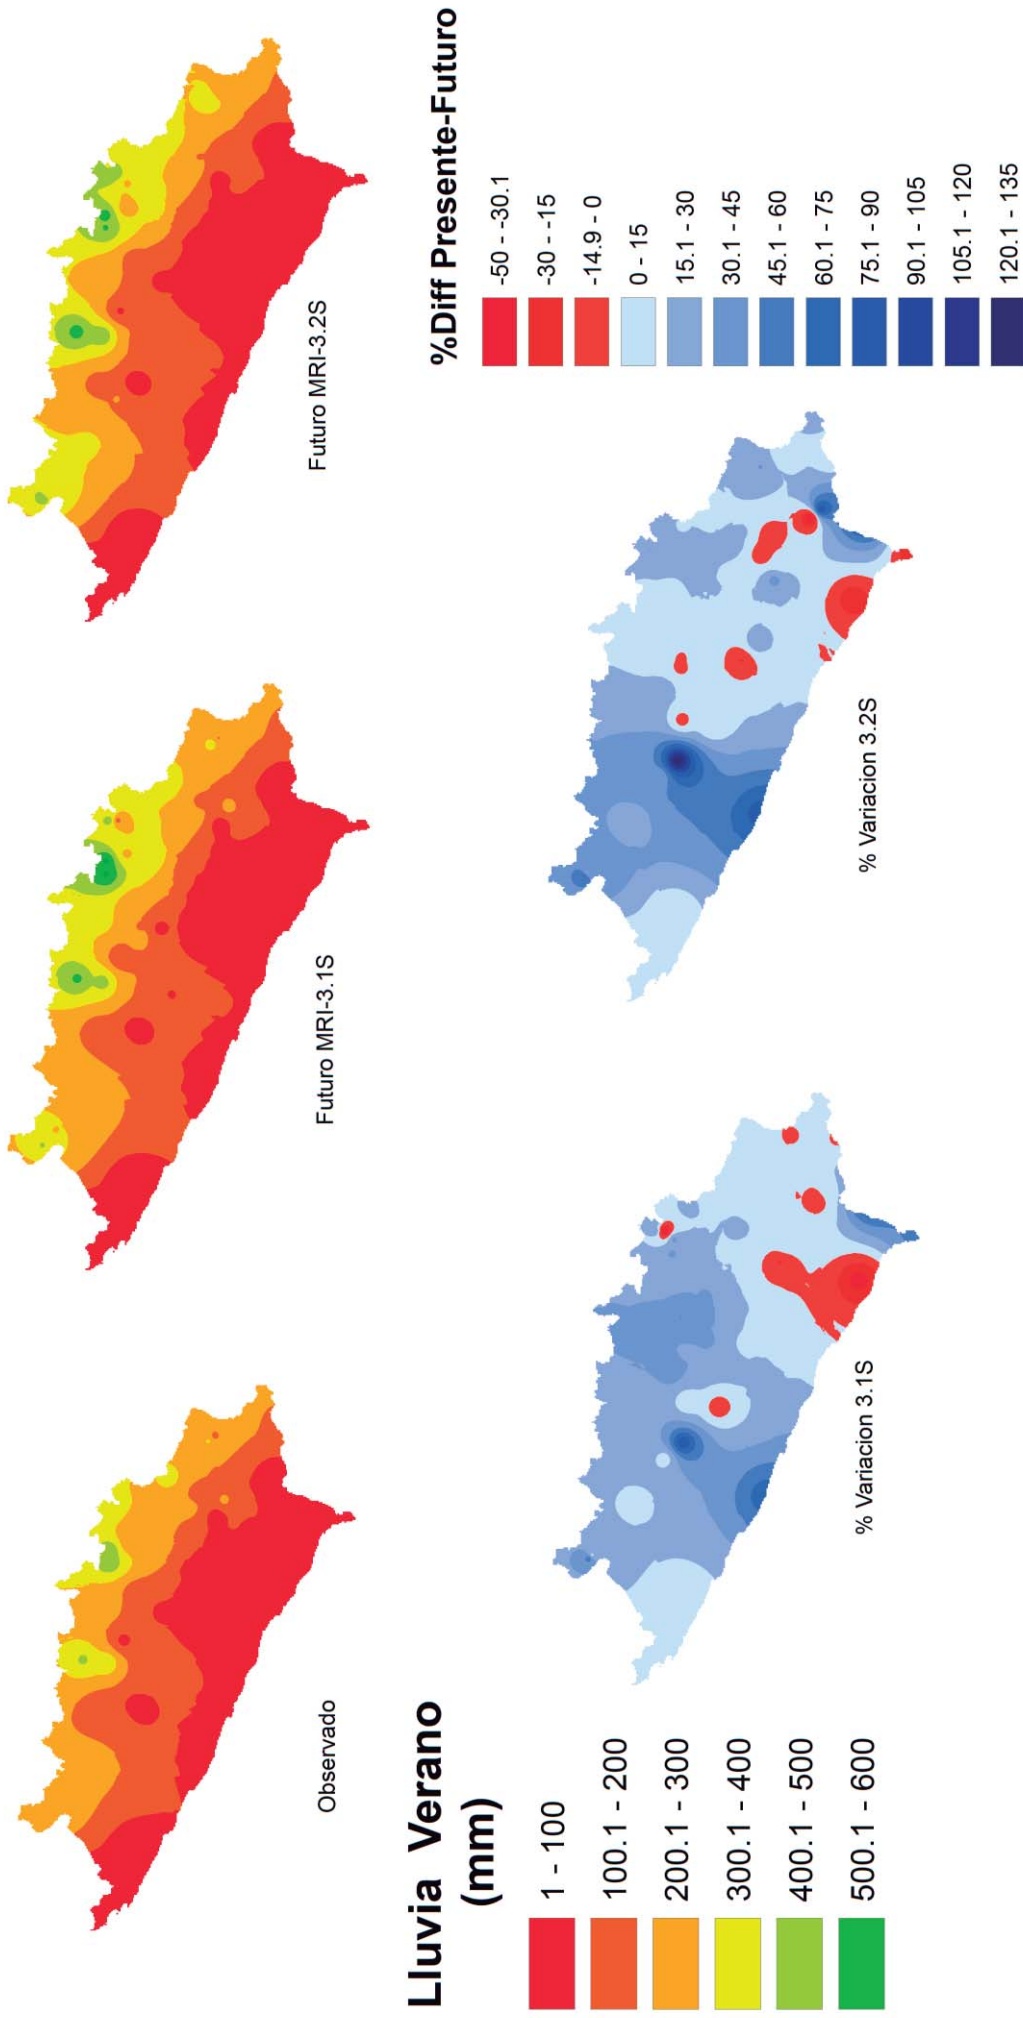 Observado
Futuro MRI-3.1S
Futuro MRI-3.2S
Lluvia Verano
(mm)
1 - 100
100.1 - 200
200.1 - 300
300.1 - 400
400.1 - 500
500.1 - 600
% Variacion 3.1S
% Variacion 3.2S
%Diff Presente-Futuro
-50 - -30.1
-30 - -15
-14.9 - 0
0 - 15
15.1 - 30
30.1 - 45
45.1 - 60
60.1 - 75
75.1 - 90
90.1 - 105
105.1 - 120
120.1 - 135